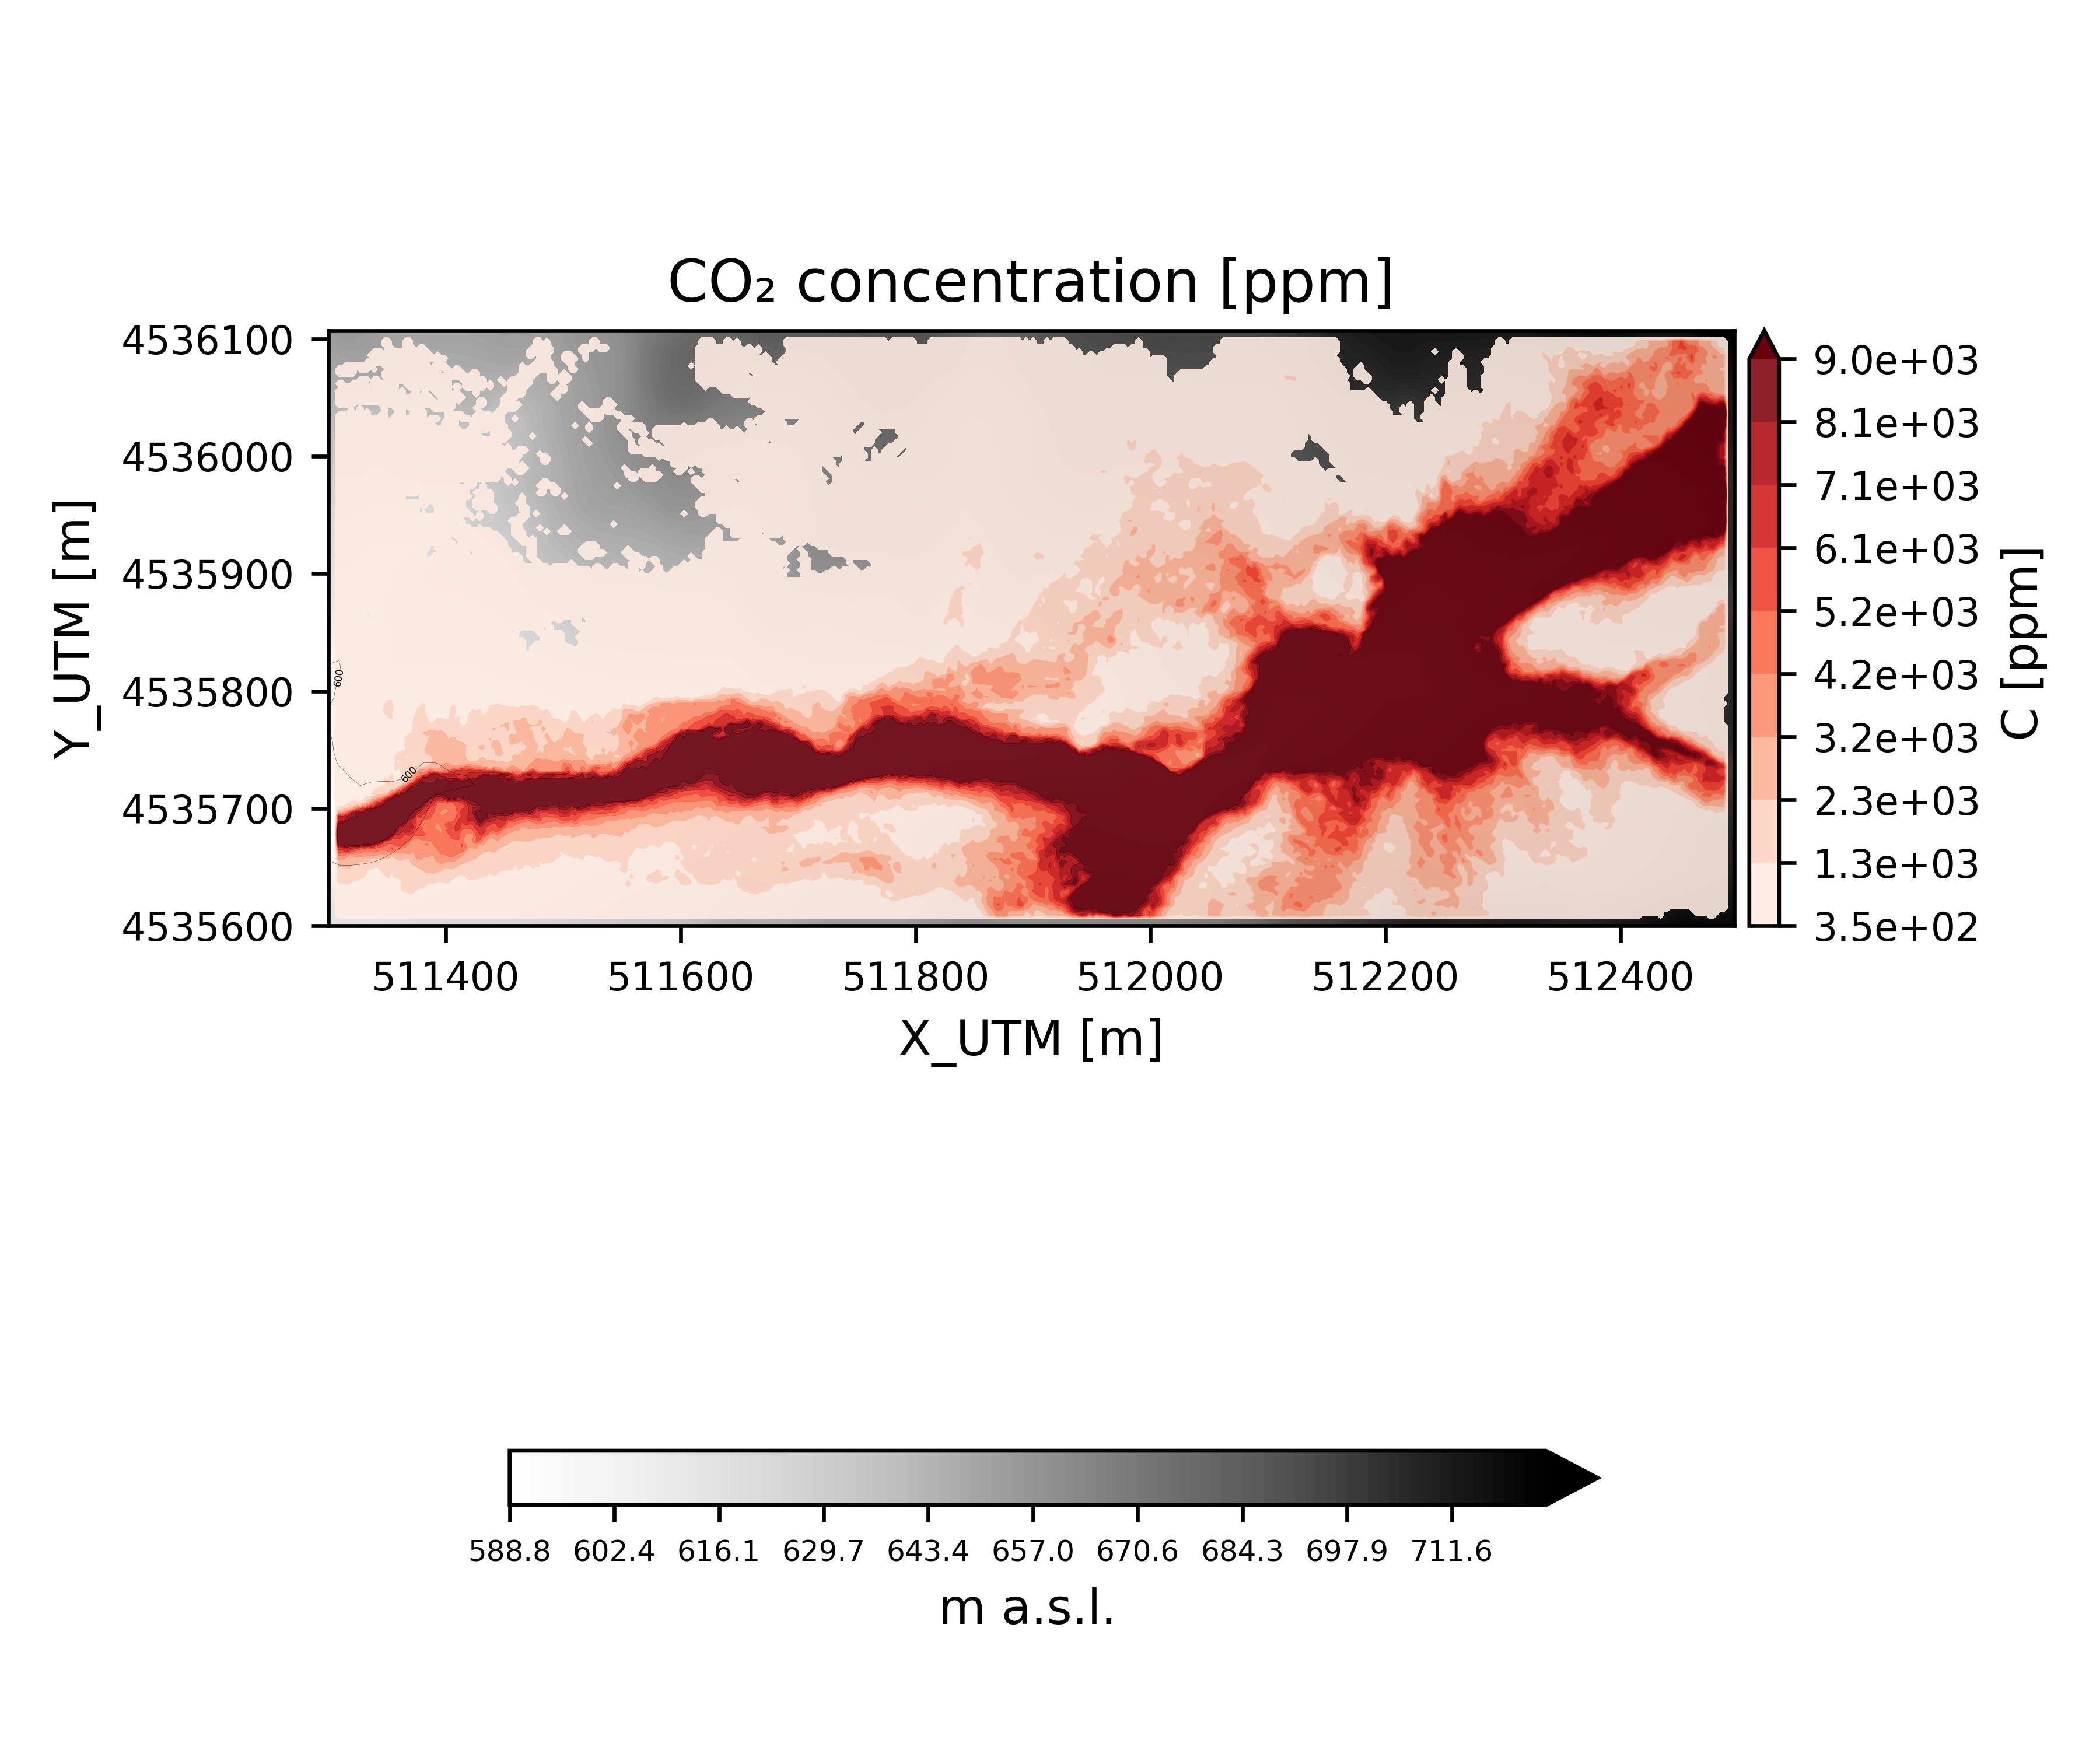 CO₂ concentration [ppm]
4536100
4536000
4535900
4535800
4535700
4535600
Y_UTM [m]
600
600
511400 511600 511800 512000 512200 512400
X_UTM [m]
9.0e+03
8.1e+03
7.1e+03
6.1e+03
5.2e+03
4.2e+03
3.2e+03
2.3e+03
1.3e+03
3.5e+02
C [ppm]
588.8 602.4 616.1 629.7 643.4 657.0 670.6 684.3 697.9 711.6
m a.s.l.